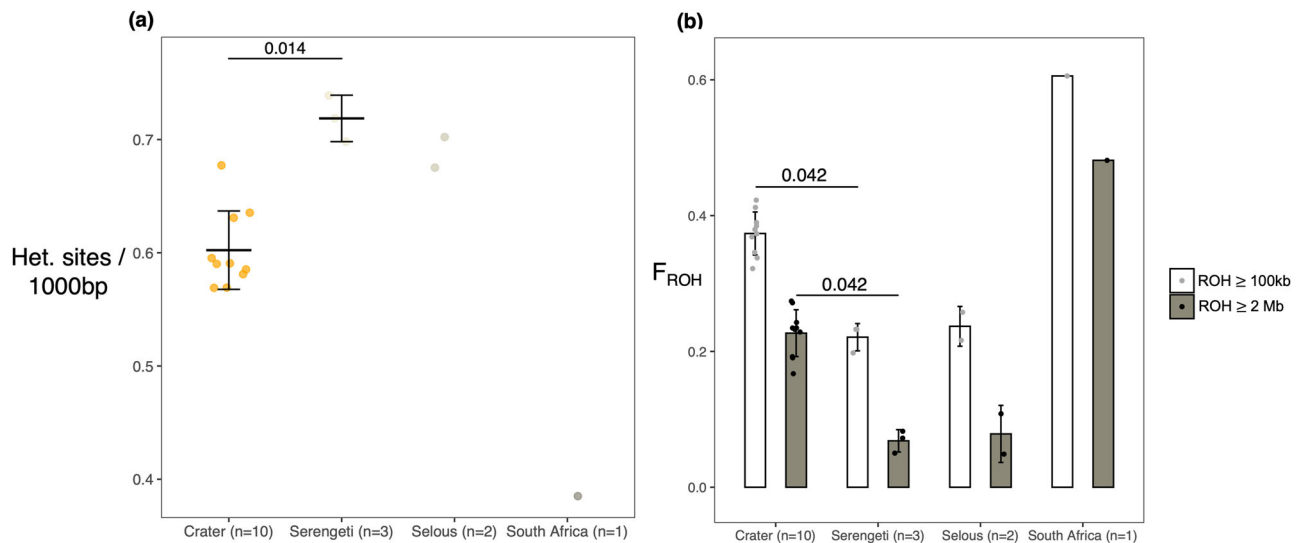 (a)
0.014
0.7
0.6
0.5
0.4
Het. sites /
1000bp
Crater (n=10)
Serengeti (n=3)
Selous (n=2)
South Africa (n=1)
(b)
0.6
0.4
0.2
0.0
F ROH
0.042
0.042
Crater (n=10)
Serengeti (n=3)
Selous (n=2)
South Africa (n=1)
ROH ≥ 100kb
ROH ≥ 2 Mb